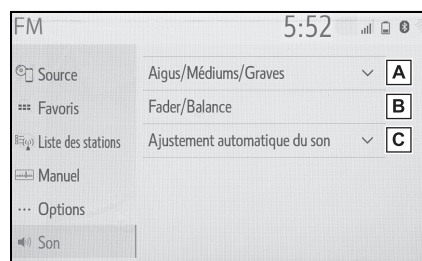 FM 5:52
Source
Favoris
Liste des stations
Manuel
Options
Son
Aigus/Médiums/Graves A
Fader/Balance B
Ajustement automatique du son C